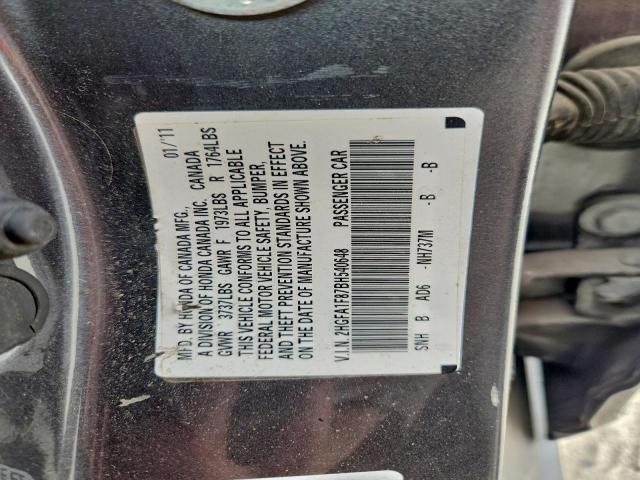 MFD. BY HONDA OF CANADA MFG. 01/11
A DIVISION OF HONDA CANADA INC. CANADA
GVWR 3737LBS GAWR F 1973LBS R 1764LBS
THIS VEHICLE CONFORMS TO ALL APPLICABLE
FEDERAL MOTOR VEHICLE SAFETY, BUMPER,
AND THEFT PREVENTION STANDARDS IN EFFECT
ON THE DATE OF MANUFACTURE SHOWN ABOVE.
V.I.N. 2HGFA1F87BH540648 PASSENGER CAR
SNH B AD6 -NH737M -B -B